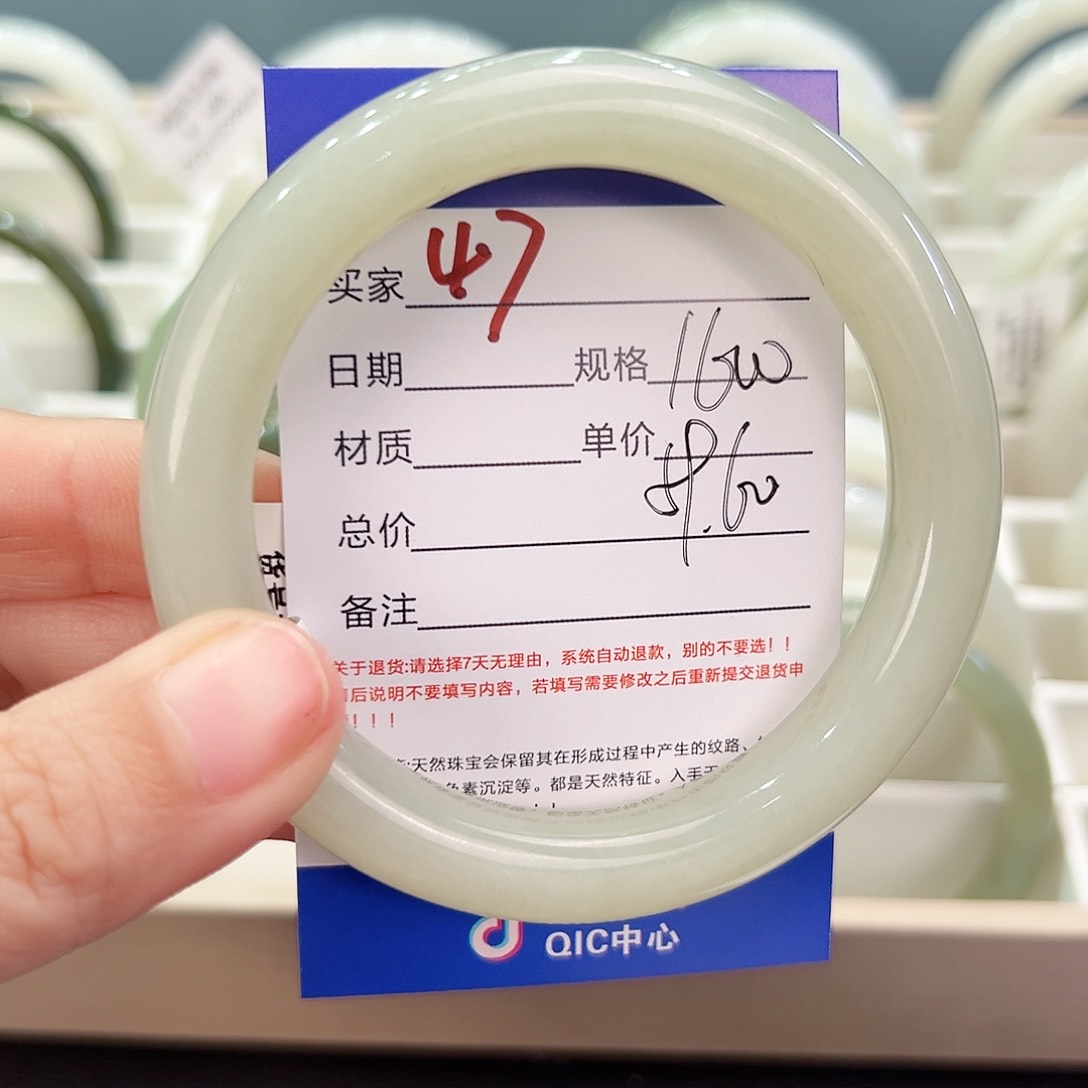 47
买家
日期 规格 1600
材质 单价
总价
备注
关于退货:请选择7天无理由，系统自动退款，别的不要选！！
后说明不要填写内容，若填写需要修改之后重新提交退货申
！！！
:天然珠宝会保留其在形成过程中产生的纹路、
色素沉淀等。都是天然特征。入手
QIC中心